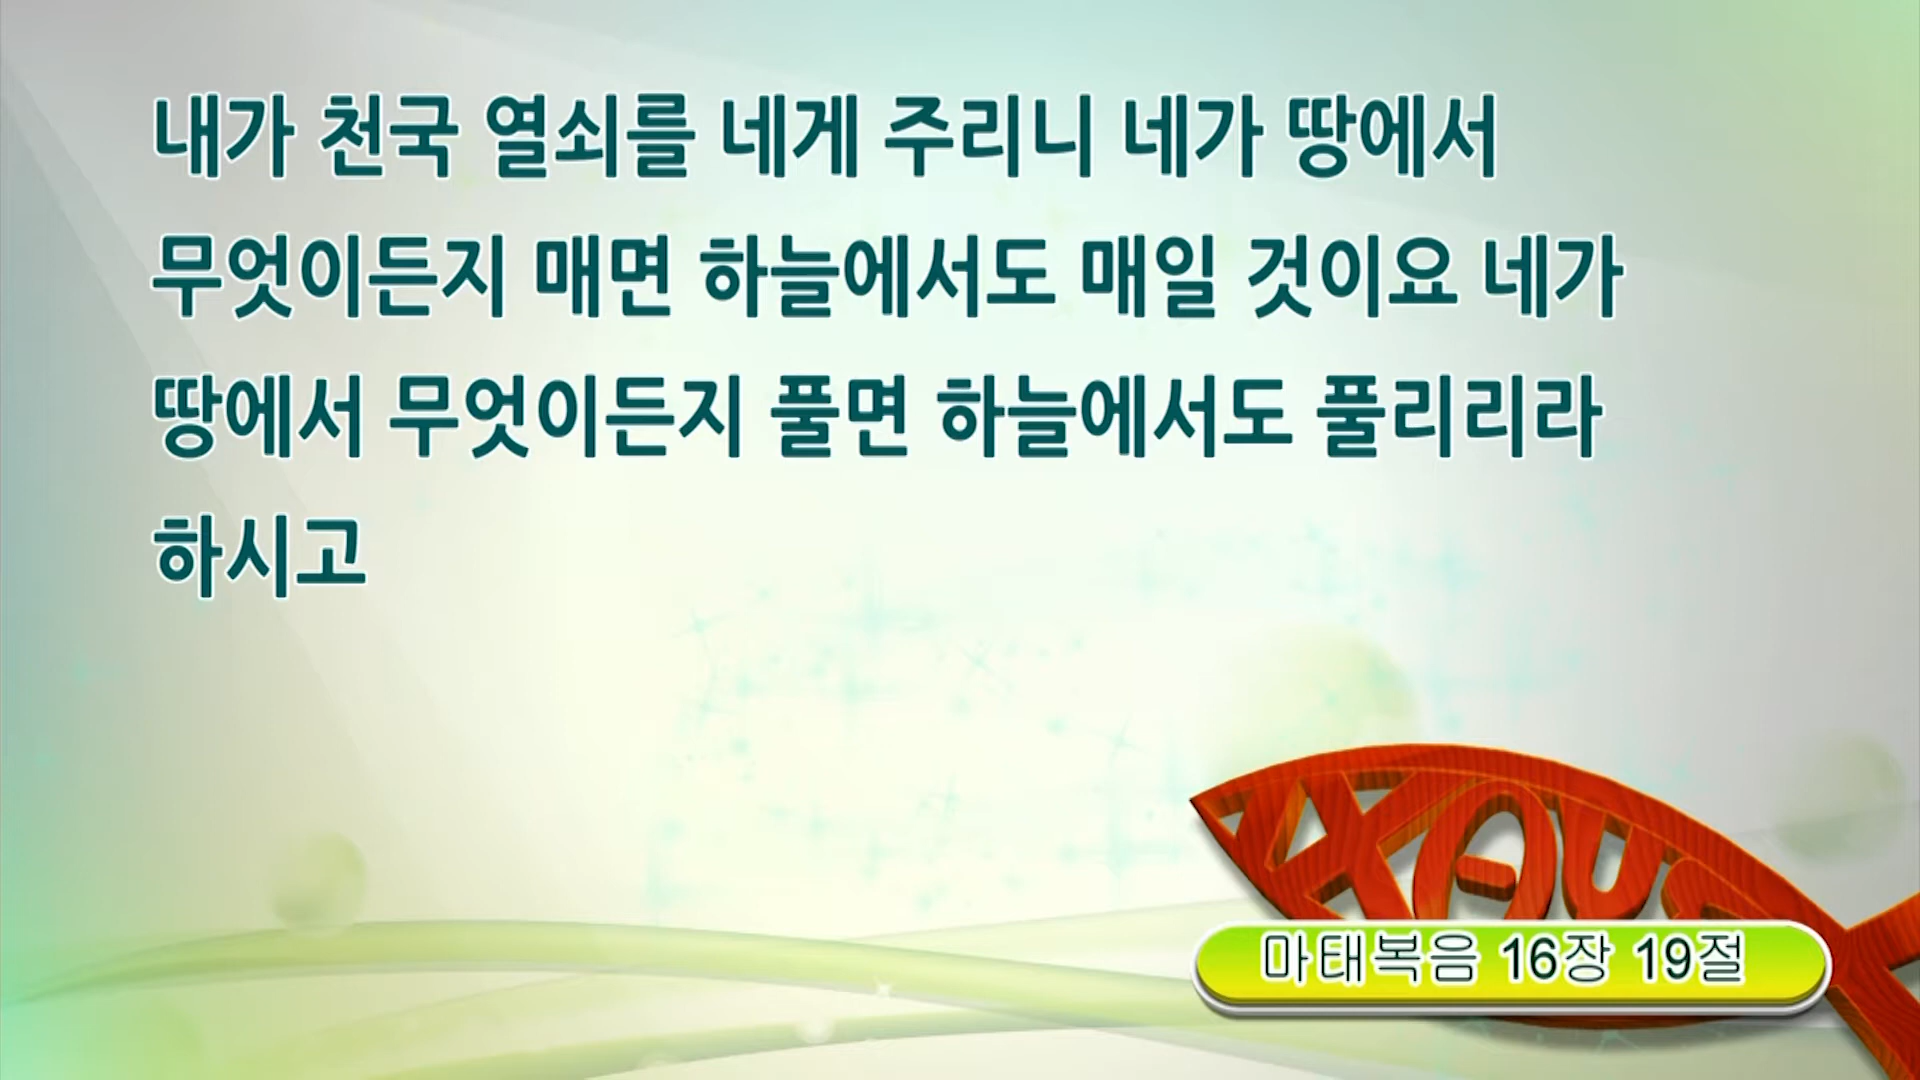 내가 천국 열쇠를 네게 주리니 네가 땅에서
무엇이든지 매면 하늘에서도 매일 것이요 네가
땅에서 무엇이든지 풀면 하늘에서도 풀리리라
하시고
ΙΧΘΥΣ
마태복음 16장 19절